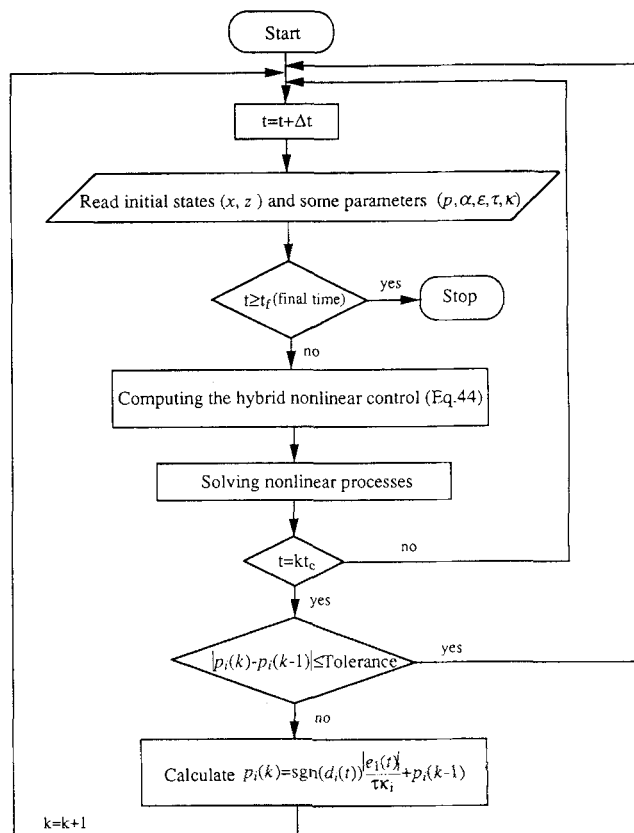 Start
t=t+Δt
Read initial states (x, z ) and some parameters (p,α,ε,τ,κ)
t≥t_f (final time)
yes
Stop
no
Computing the hybrid nonlinear control (Eq.44)
Solving nonlinear processes
t=kt_c
no
yes
|p_i(k)-p_i(k-1)|≤Tolerance
yes
no
Calculate p_i(k)=sgn(d_i(t))|e_1(t)|/τκ_i+p_i(k-1)
k=k+1